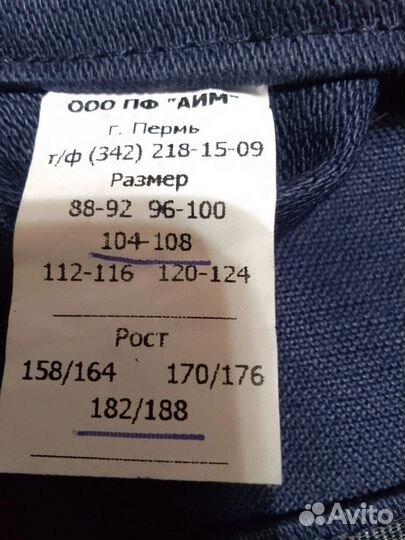 ООО ПФ "АИМ"
г. Пермь
т/ф (342) 218-15-09
Размер
88-92 96-100
104-108
112-116 120-124
Рост
158/164 170/176
182/188
Avito